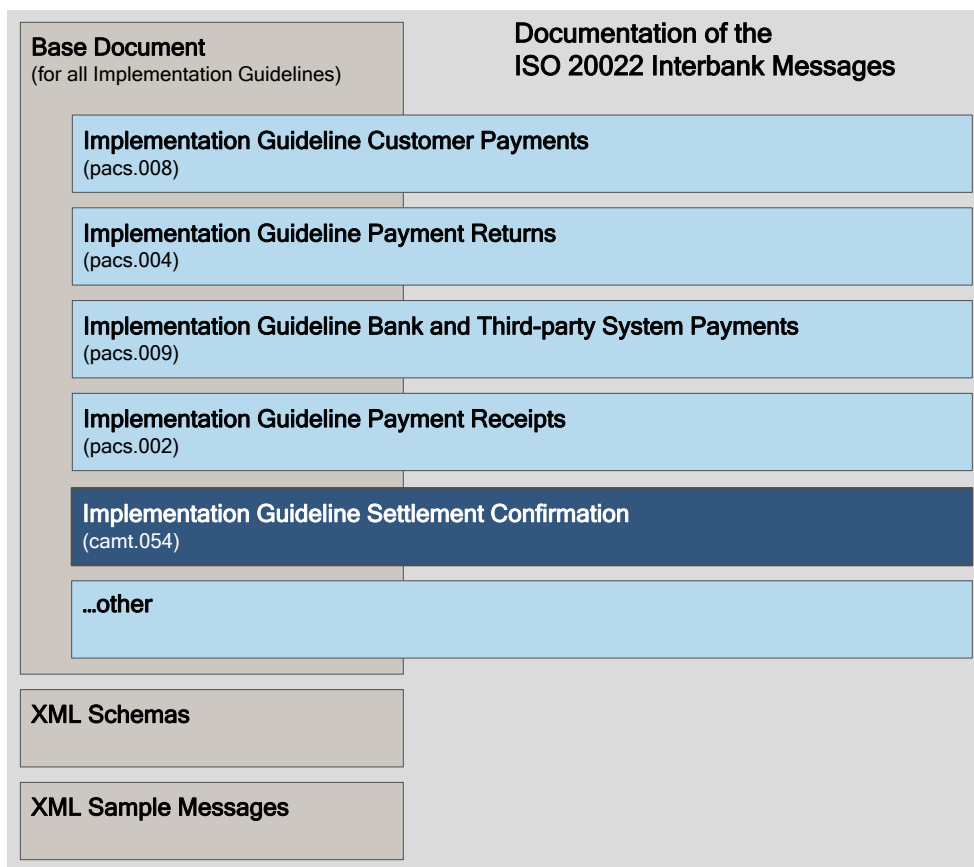 Base Document
(for all Implementation Guidelines)
Documentation of the
ISO 20022 Interbank Messages
Implementation Guideline Customer Payments
(pacs.008)
Implementation Guideline Payment Returns
(pacs.004)
Implementation Guideline Bank and Third-party System Payments
(pacs.009)
Implementation Guideline Payment Receipts
(pacs.002)
Implementation Guideline Settlement Confirmation
(camt.054)
...other
XML Schemas
XML Sample Messages